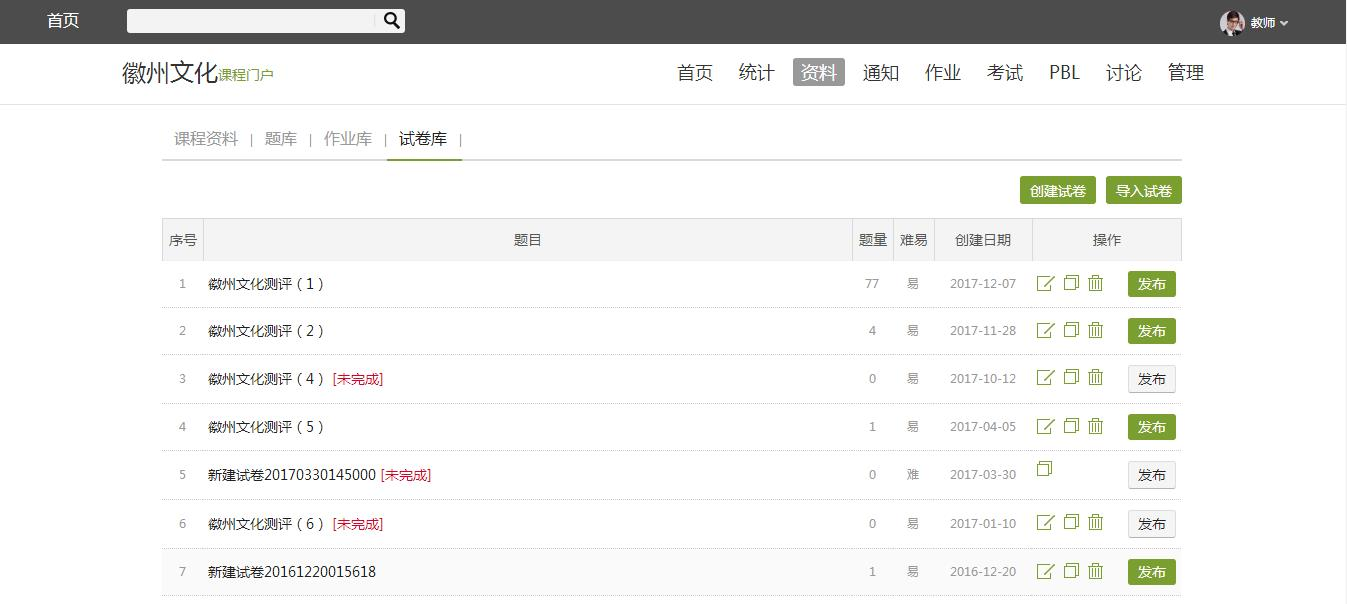 首页
教师
徽州文化课程门户
首页 统计 资料 通知 作业 考试 PBL 讨论 管理
课程资料 | 题库 | 作业库 | 试卷库 |
创建试卷 导入试卷
序号 题目 题量 难易 创建日期 操作
1 徽州文化测评（1） 77 易 2017-12-07 发布
2 徽州文化测评（2） 4 易 2017-11-28 发布
3 徽州文化测评（4） [未完成] 0 易 2017-10-12 发布
4 徽州文化测评（5） 1 易 2017-04-05 发布
5 新建试卷20170330145000 [未完成] 0 难 2017-03-30 发布
6 徽州文化测评（6） [未完成] 0 易 2017-01-10 发布
7 新建试卷20161220015618 1 易 2016-12-20 发布